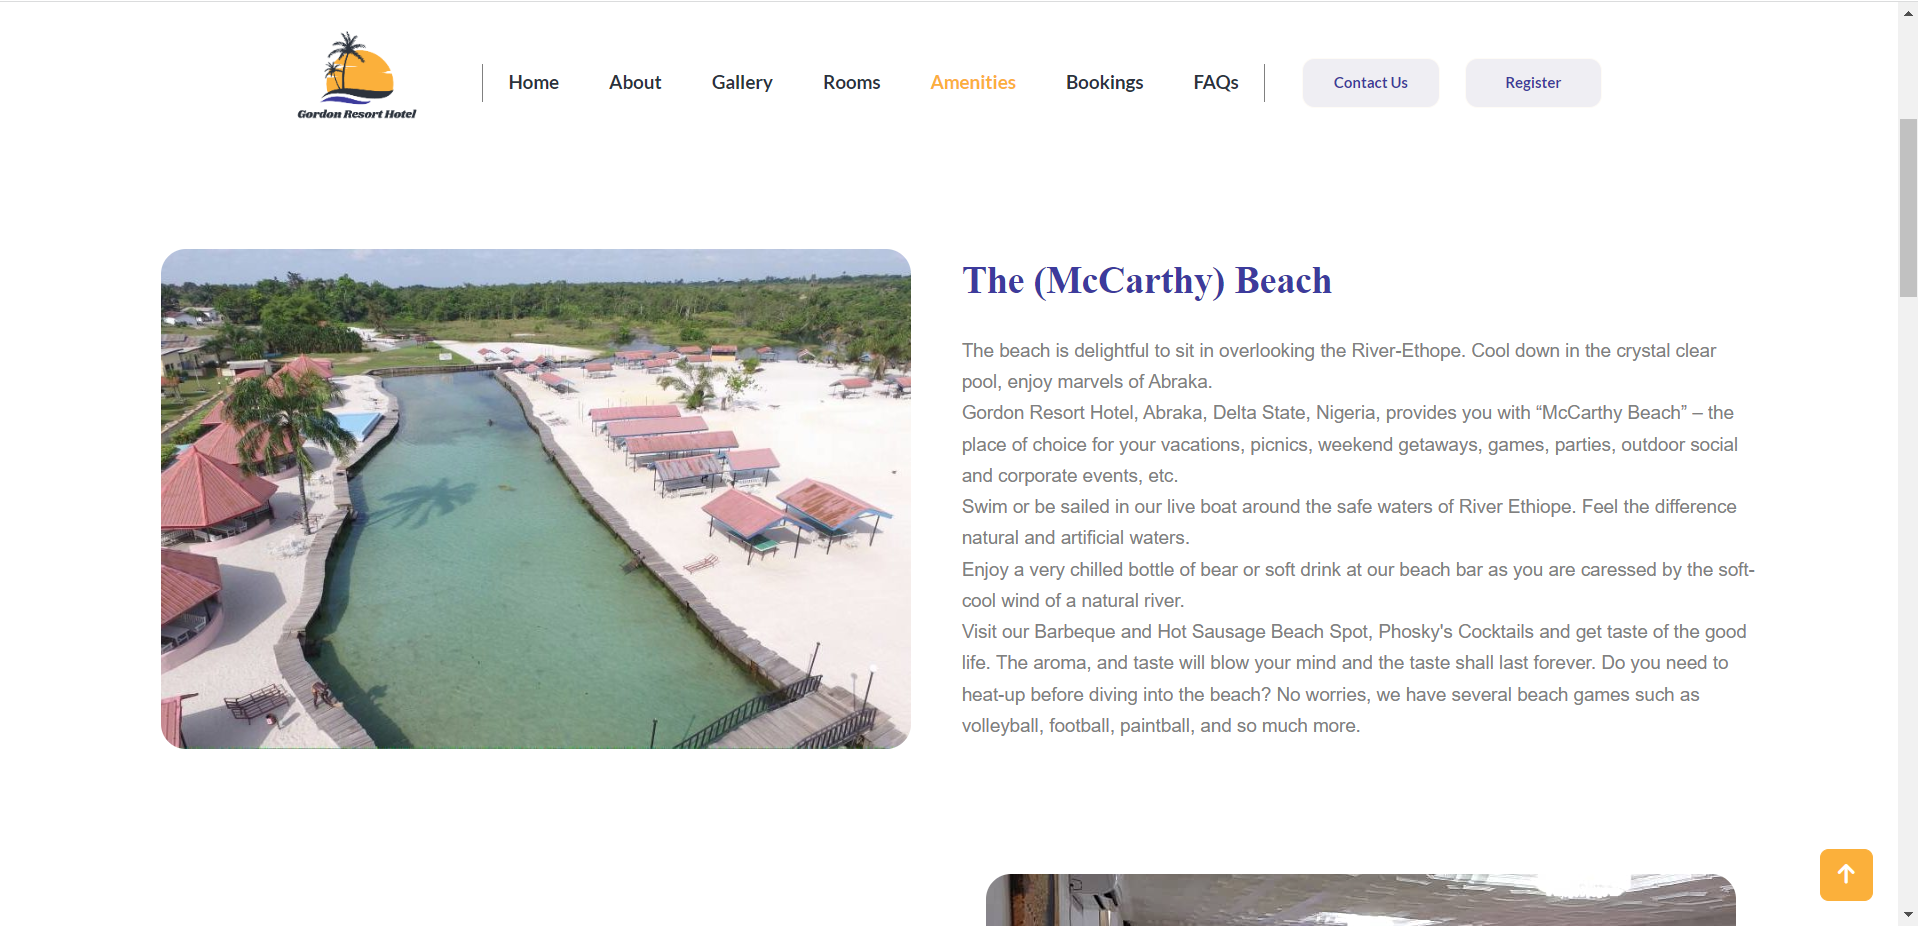 Gordon Resort Hotel
Home
About
Gallery
Rooms
Amenities
Bookings
FAQs
Contact Us
Register
The (McCarthy) Beach
The beach is delightful to sit in overlooking the River-Ethope. Cool down in the crystal clear
pool, enjoy marvels of Abraka.
Gordon Resort Hotel, Abraka, Delta State, Nigeria, provides you with “McCarthy Beach” – the
place of choice for your vacations, picnics, weekend getaways, games, parties, outdoor social
and corporate events, etc.
Swim or be sailed in our live boat around the safe waters of River Ethiope. Feel the difference
natural and artificial waters.
Enjoy a very chilled bottle of bear or soft drink at our beach bar as you are caressed by the soft-
cool wind of a natural river.
Visit our Barbeque and Hot Sausage Beach Spot, Phosky's Cocktails and get taste of the good
life. The aroma, and taste will blow your mind and the taste shall last forever. Do you need to
heat-up before diving into the beach? No worries, we have several beach games such as
volleyball, football, paintball, and so much more.